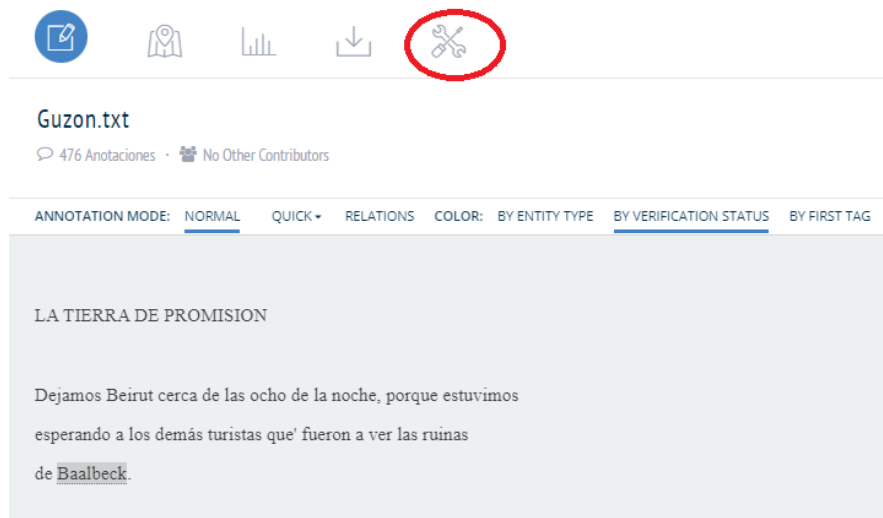 Guzon.txt
476 Anotaciones · No Other Contributors
ANNOTATION MODE: NORMAL QUICK RELATIONS COLOR: BY ENTITY TYPE BY VERIFICATION STATUS BY FIRST TAG
LA TIERRA DE PROMISION
Dejamos Beirut cerca de las ocho de la noche, porque estuvimos
esperando a los demás turistas que' fueron a ver las ruinas
de Baalbeck.